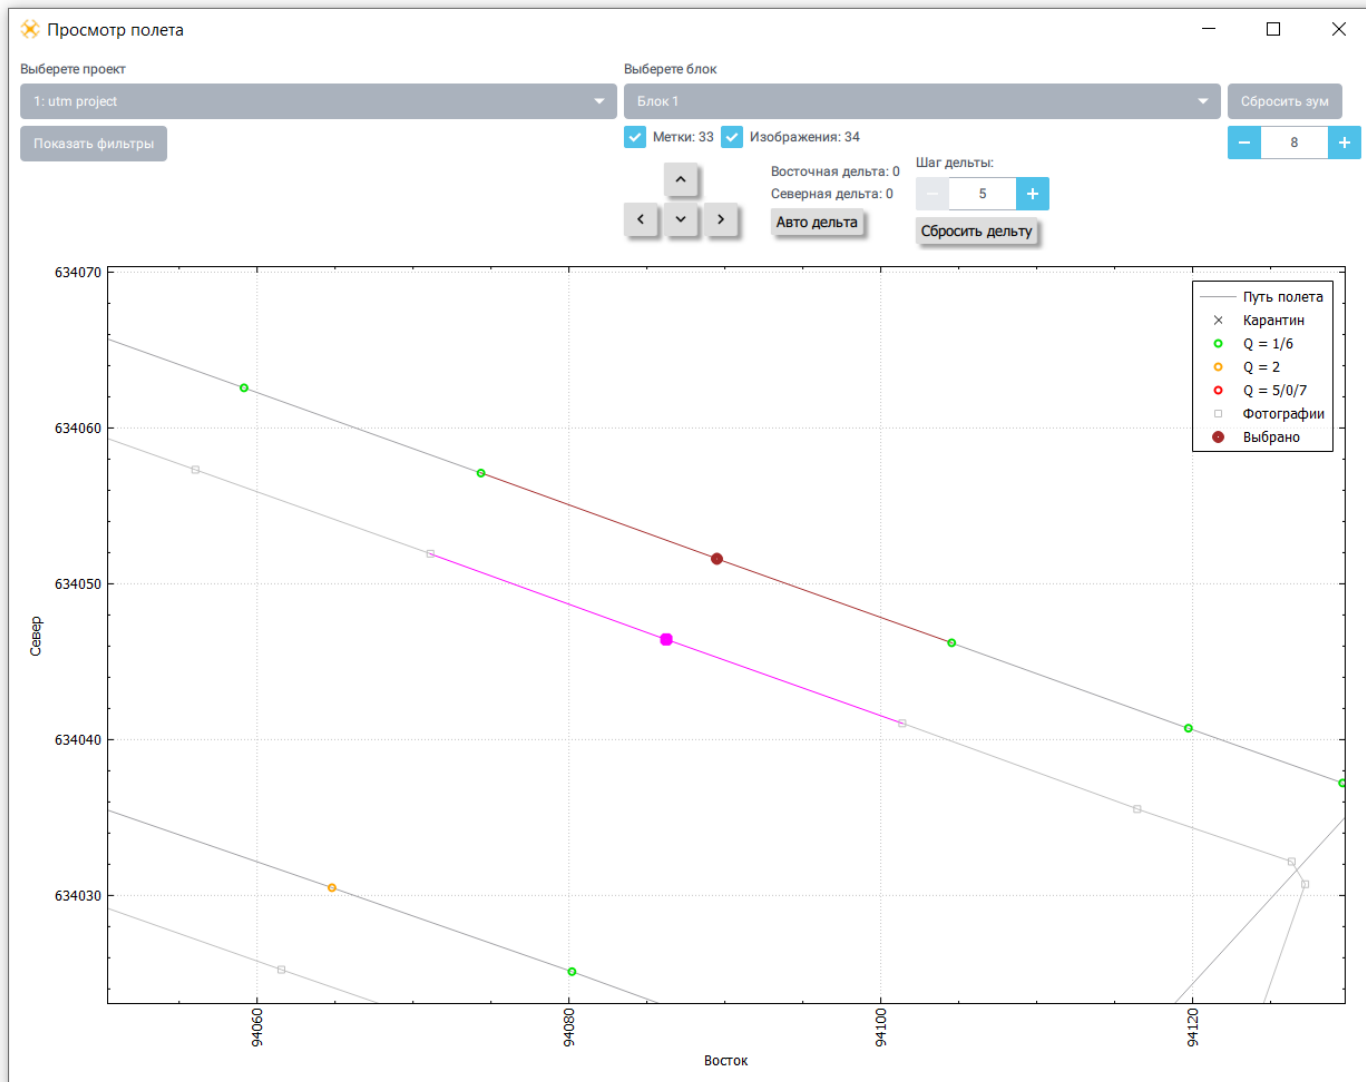 Просмотр полета
Выберете проект
Выберете блок
1: utm project
Блок 1
Сбросить зум
Показать фильтры
Метки: 33
Изображения: 34
8
Восточная дельта: 0
Шаг дельты:
Северная дельта: 0
5
Авто дельта
Сбросить дельту
634070
634060
634050
634040
634030
Север
Путь полета
Карантин
Q = 1/6
Q = 2
Q = 5/0/7
Фотографии
Выбрано
94060
94080
94100
94120
Восток